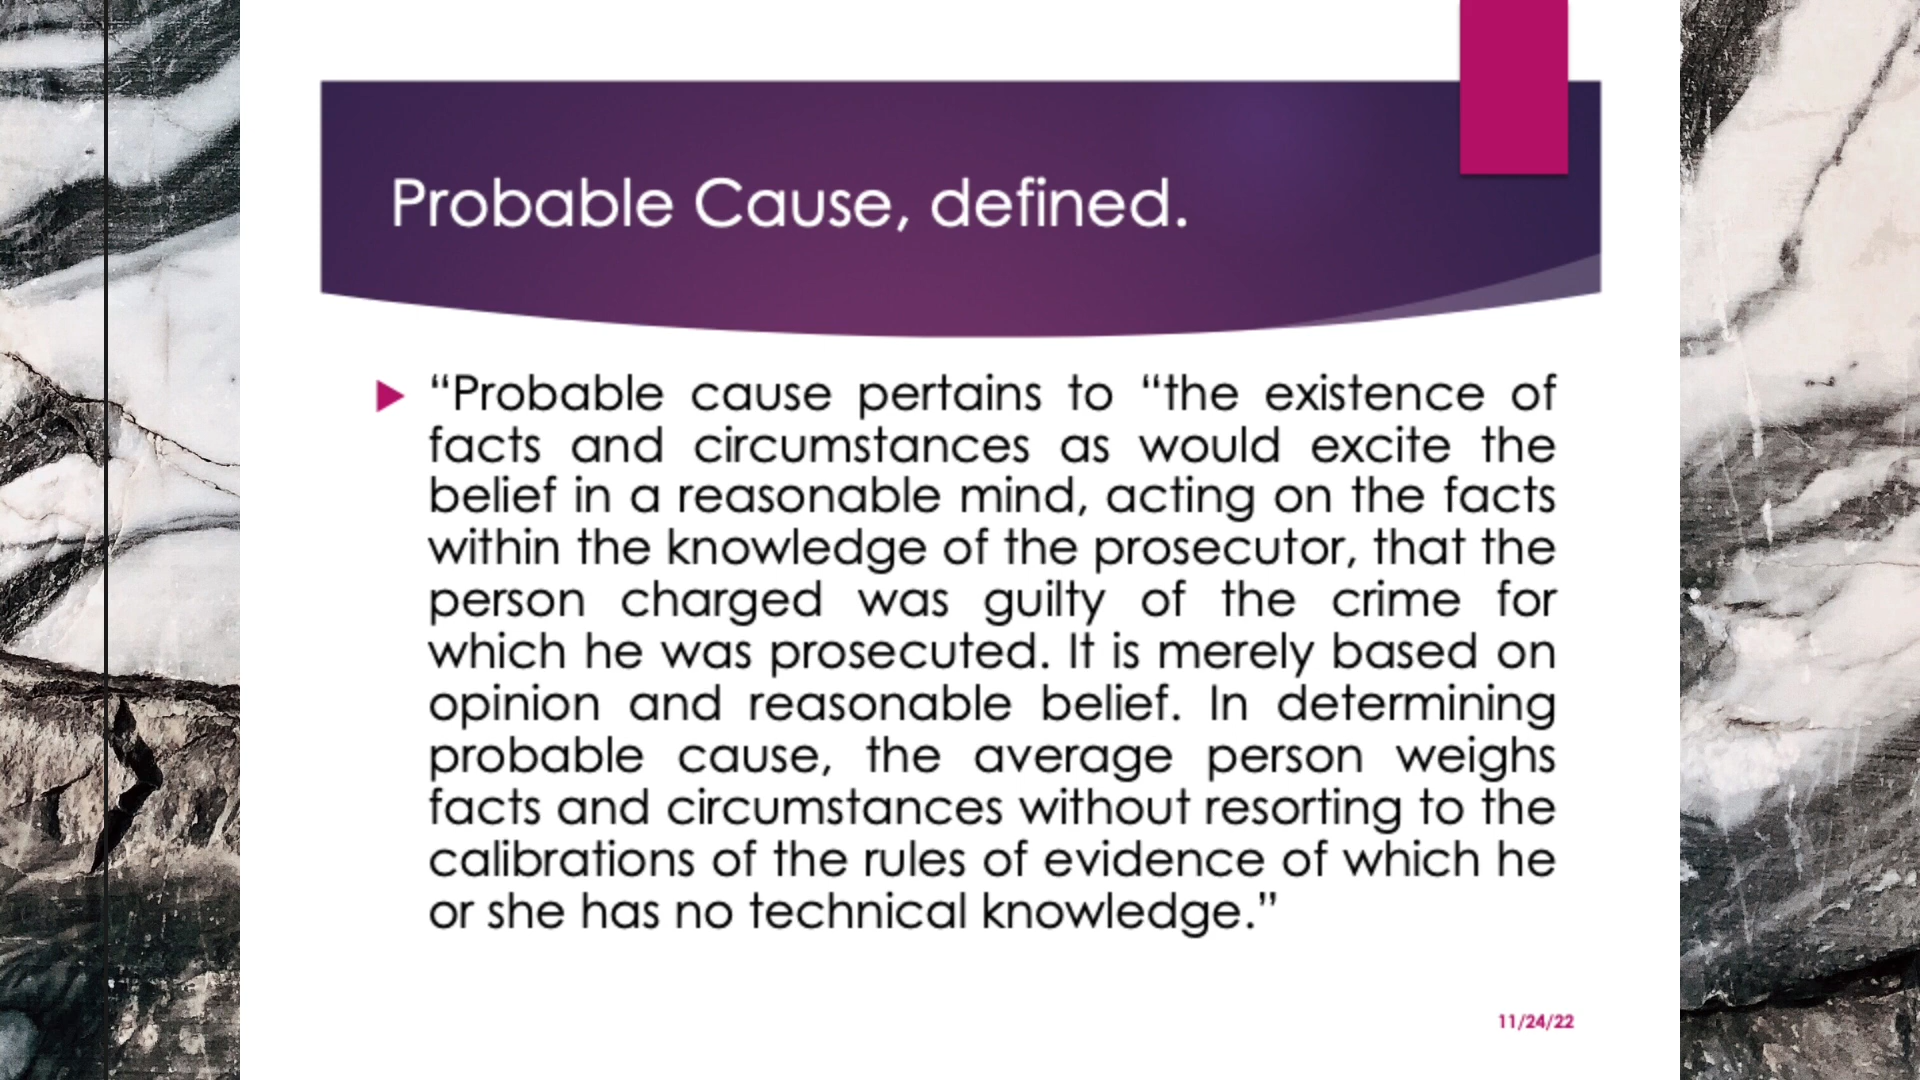 Probable Cause, defined.
“Probable cause pertains to “the existence of
facts and circumstances as would excite the
belief in a reasonable mind, acting on the facts
within the knowledge of the prosecutor, that the
person charged was guilty of the crime for
which he was prosecuted. It is merely based on
opinion and reasonable belief. In determining
probable cause, the average person weighs
facts and circumstances without resorting to the
calibrations of the rules of evidence of which he
or she has no technical knowledge.”
11/24/22